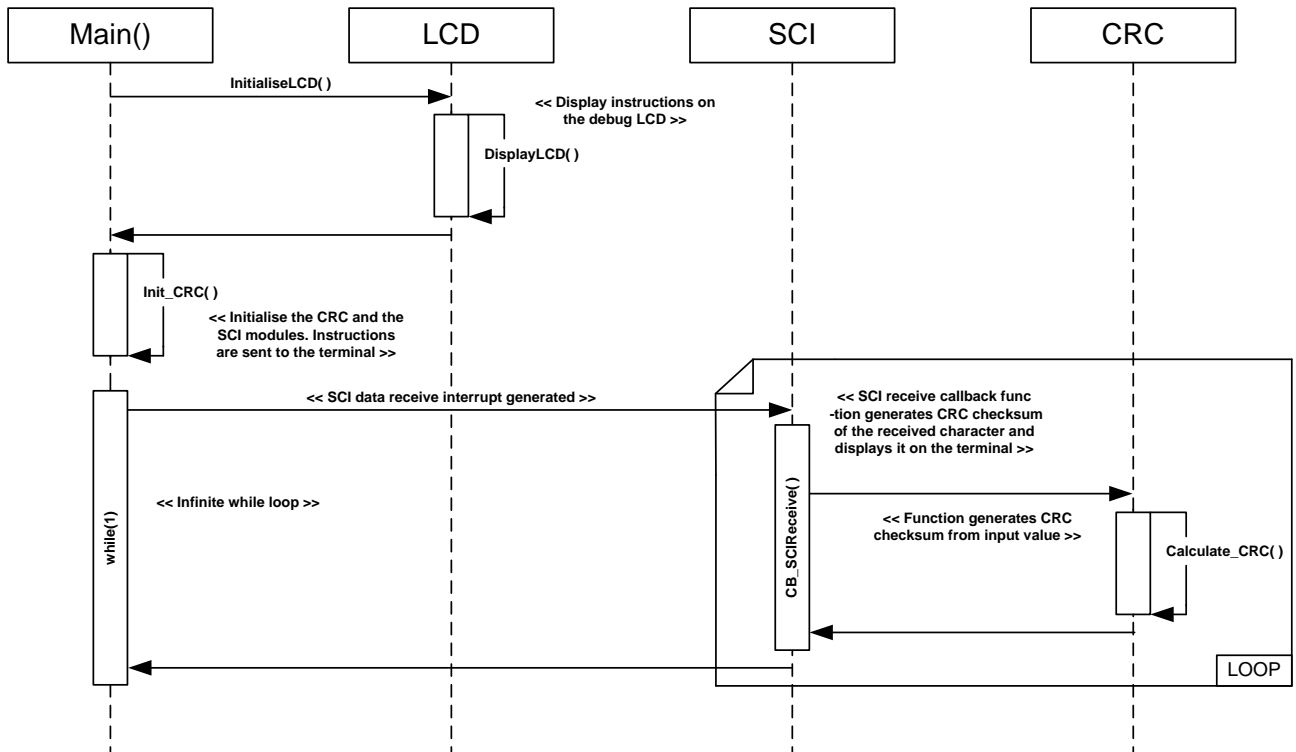 Main()
LCD
SCI
CRC
InitialiseLCD( )
<< Display instructions on
the debug LCD >>
DisplayLCD( )
Init_CRC( )
<< Initialise the CRC and the
SCI modules. Instructions
are sent to the terminal >>
<< SCI data receive interrupt generated >>
<< SCI receive callback func
-tion generates CRC checksum
of the received character and
displays it on the terminal >>
<< Infinite while loop >>
while(1)
CB_SCIReceive( )
<< Function generates CRC
checksum from input value >>
Calculate_CRC( )
LOOP